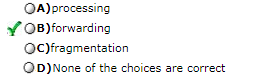 A)processing
B)forwarding
C)fragmentation
D)None of the choices are correct